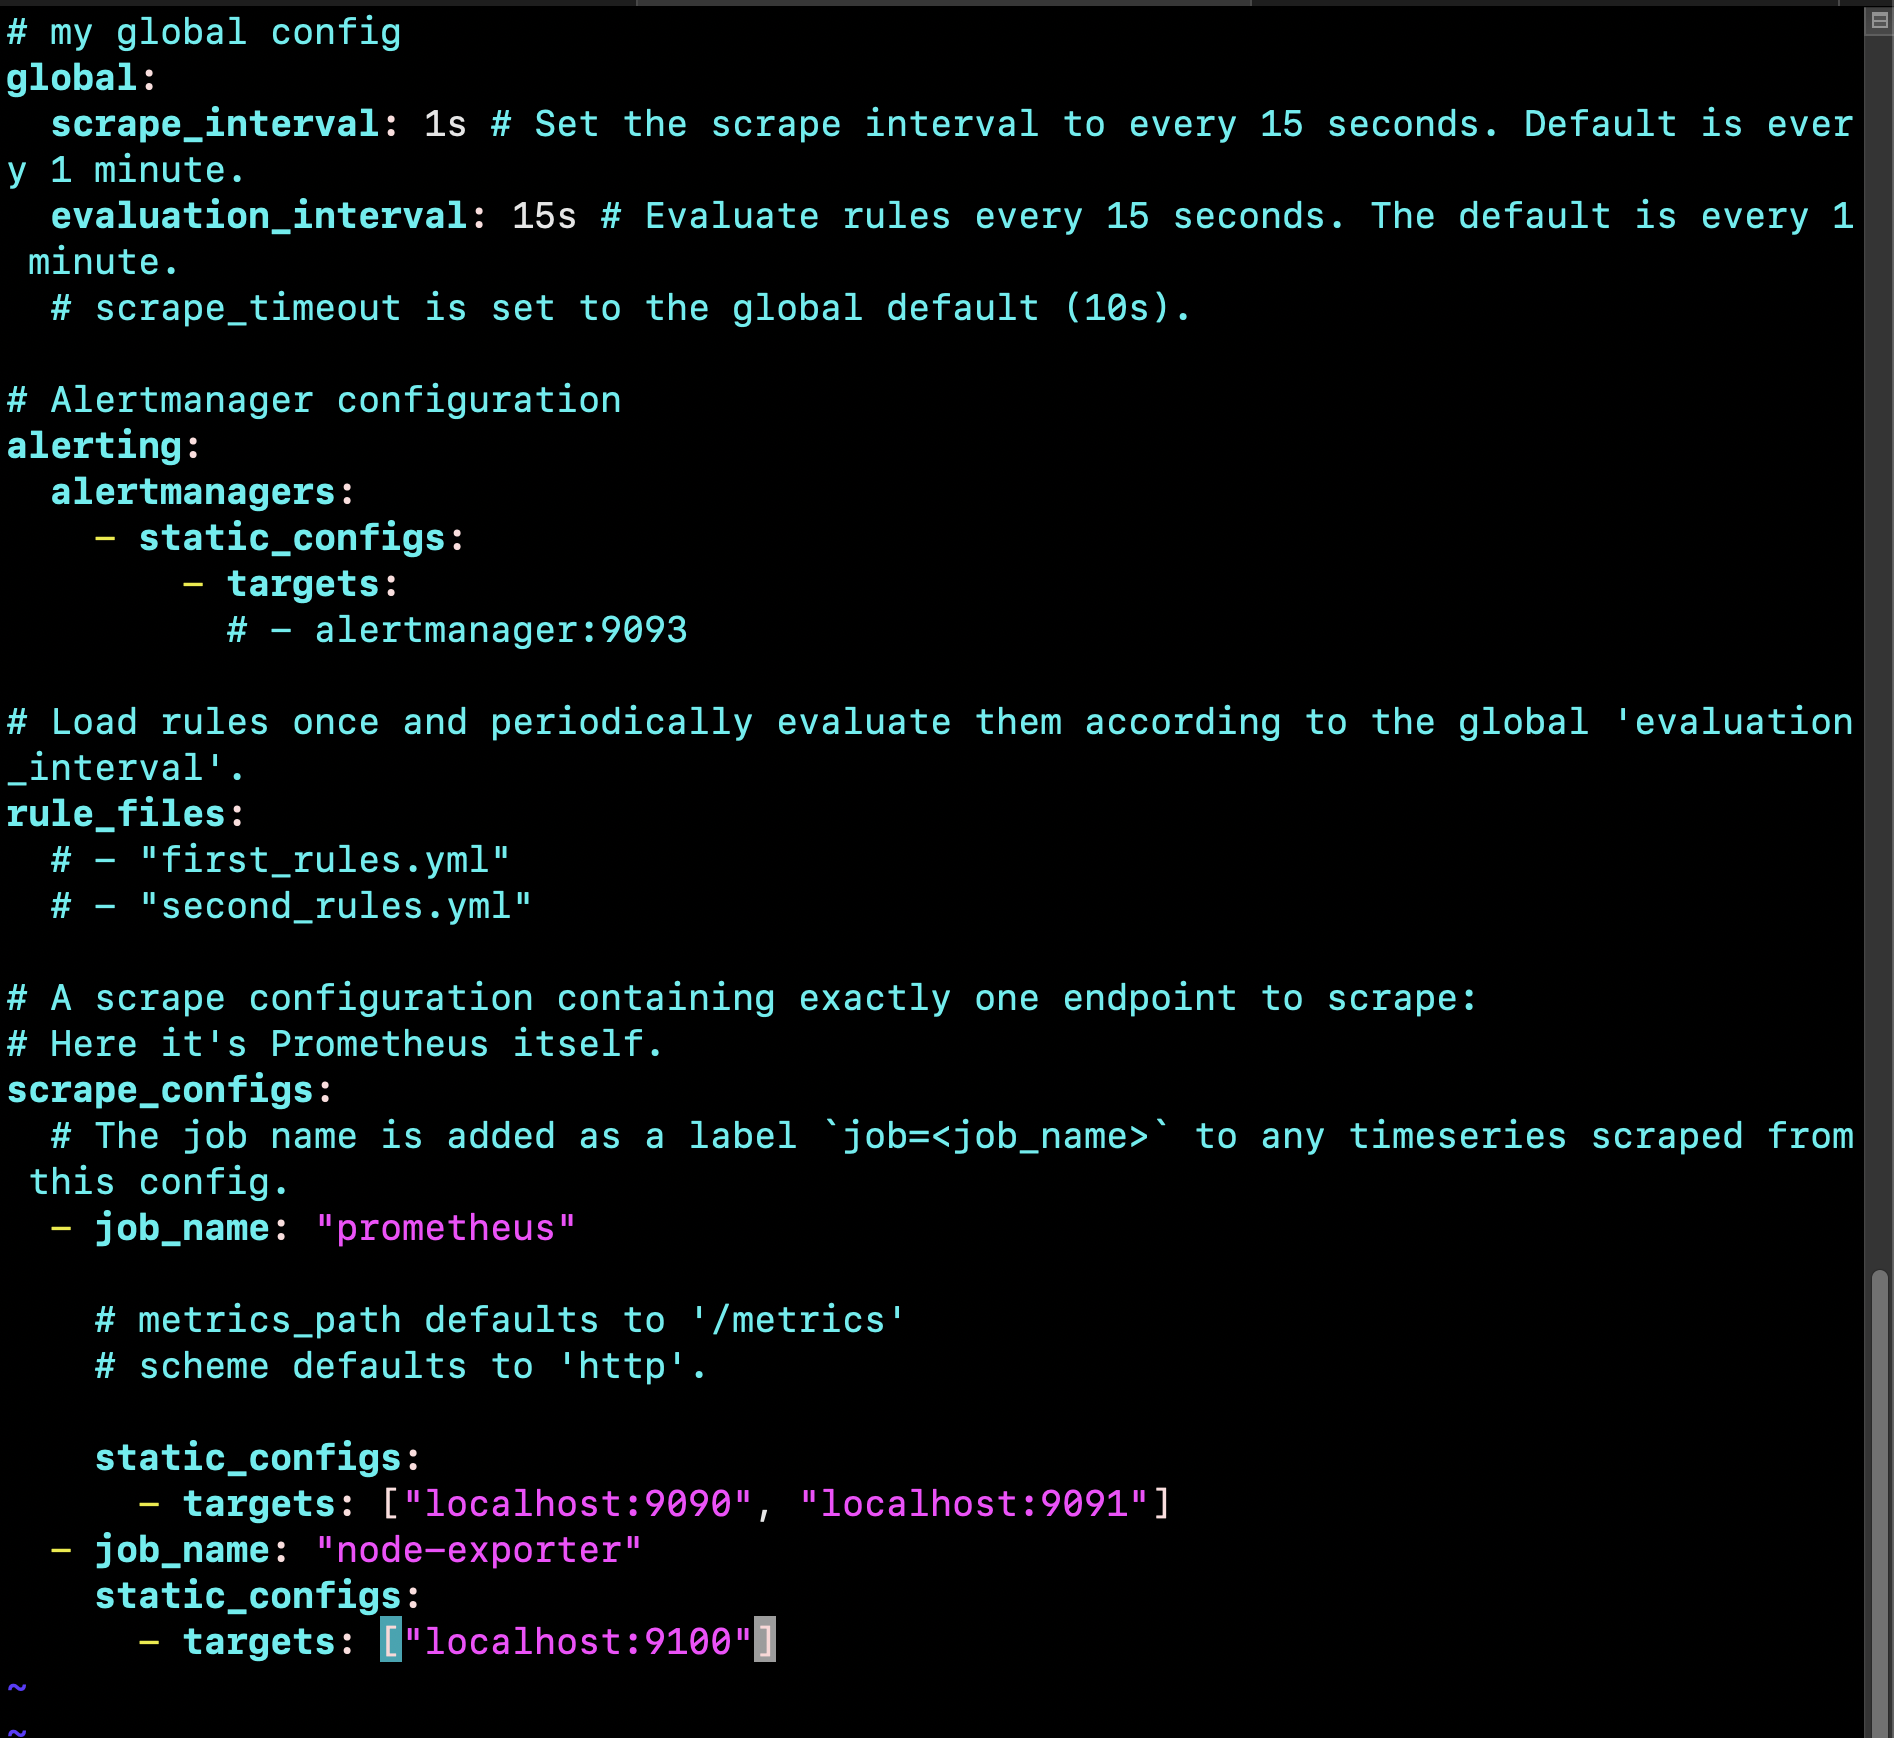 # my global config
global:
  scrape_interval: 1s # Set the scrape interval to every 15 seconds. Default is ever
y 1 minute.
  evaluation_interval: 15s # Evaluate rules every 15 seconds. The default is every 1
 minute.
  # scrape_timeout is set to the global default (10s).

# Alertmanager configuration
alerting:
  alertmanagers:
    - static_configs:
        - targets:
          # - alertmanager:9093

# Load rules once and periodically evaluate them according to the global 'evaluation
_interval'.
rule_files:
  # - "first_rules.yml"
  # - "second_rules.yml"

# A scrape configuration containing exactly one endpoint to scrape:
# Here it's Prometheus itself.
scrape_configs:
  # The job name is added as a label `job=<job_name>` to any timeseries scraped from
 this config.
  - job_name: "prometheus"

    # metrics_path defaults to '/metrics'
    # scheme defaults to 'http'.

    static_configs:
      - targets: ["localhost:9090", "localhost:9091"]
  - job_name: "node-exporter"
    static_configs:
      - targets: ["localhost:9100"]
~
~